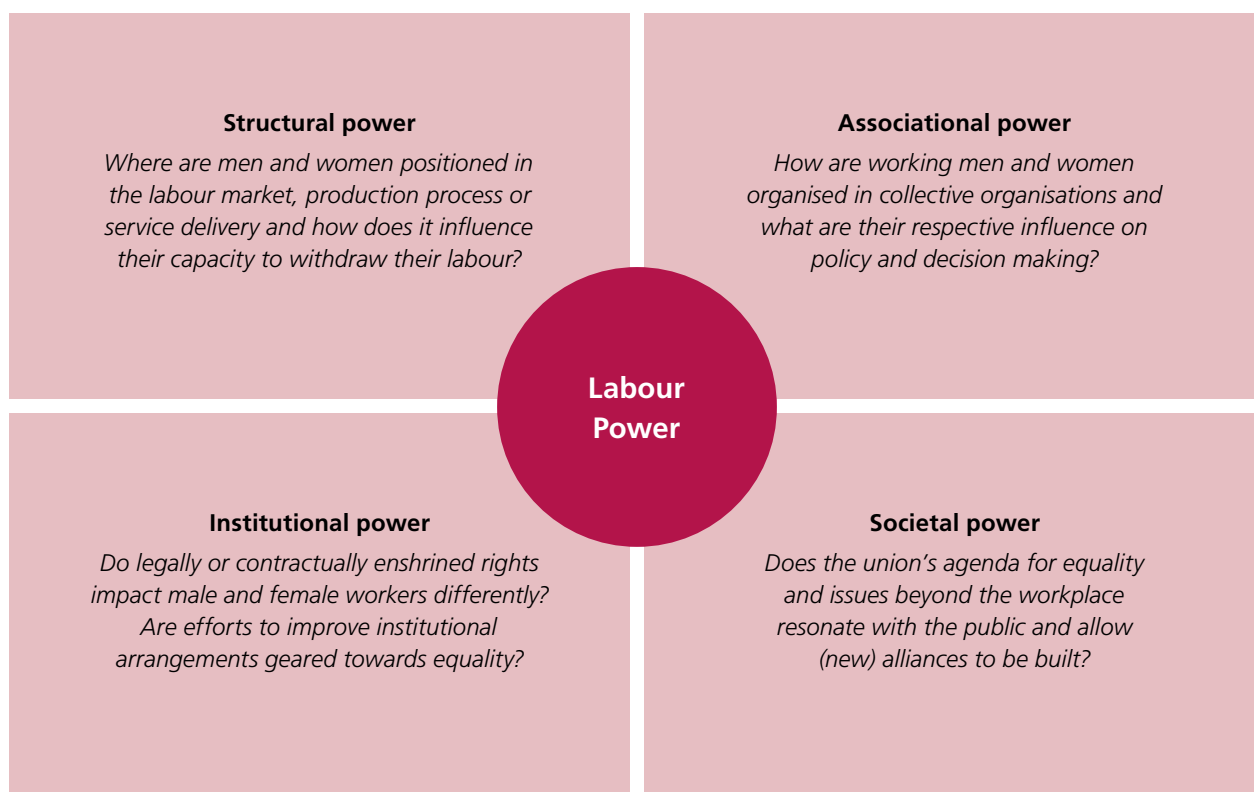 Structural power
Where are men and women positioned in
the labour market, production process or
service delivery and how does it influence
their capacity to withdraw their labour?
Associational power
How are working men and women
organised in collective organisations and
what are their respective influence on
policy and decision making?
Labour
Power
Institutional power
Do legally or contractually enshrined rights
impact male and female workers differently?
Are efforts to improve institutional
arrangements geared towards equality?
Societal power
Does the union’s agenda for equality
and issues beyond the workplace
resonate with the public and allow
(new) alliances to be built?